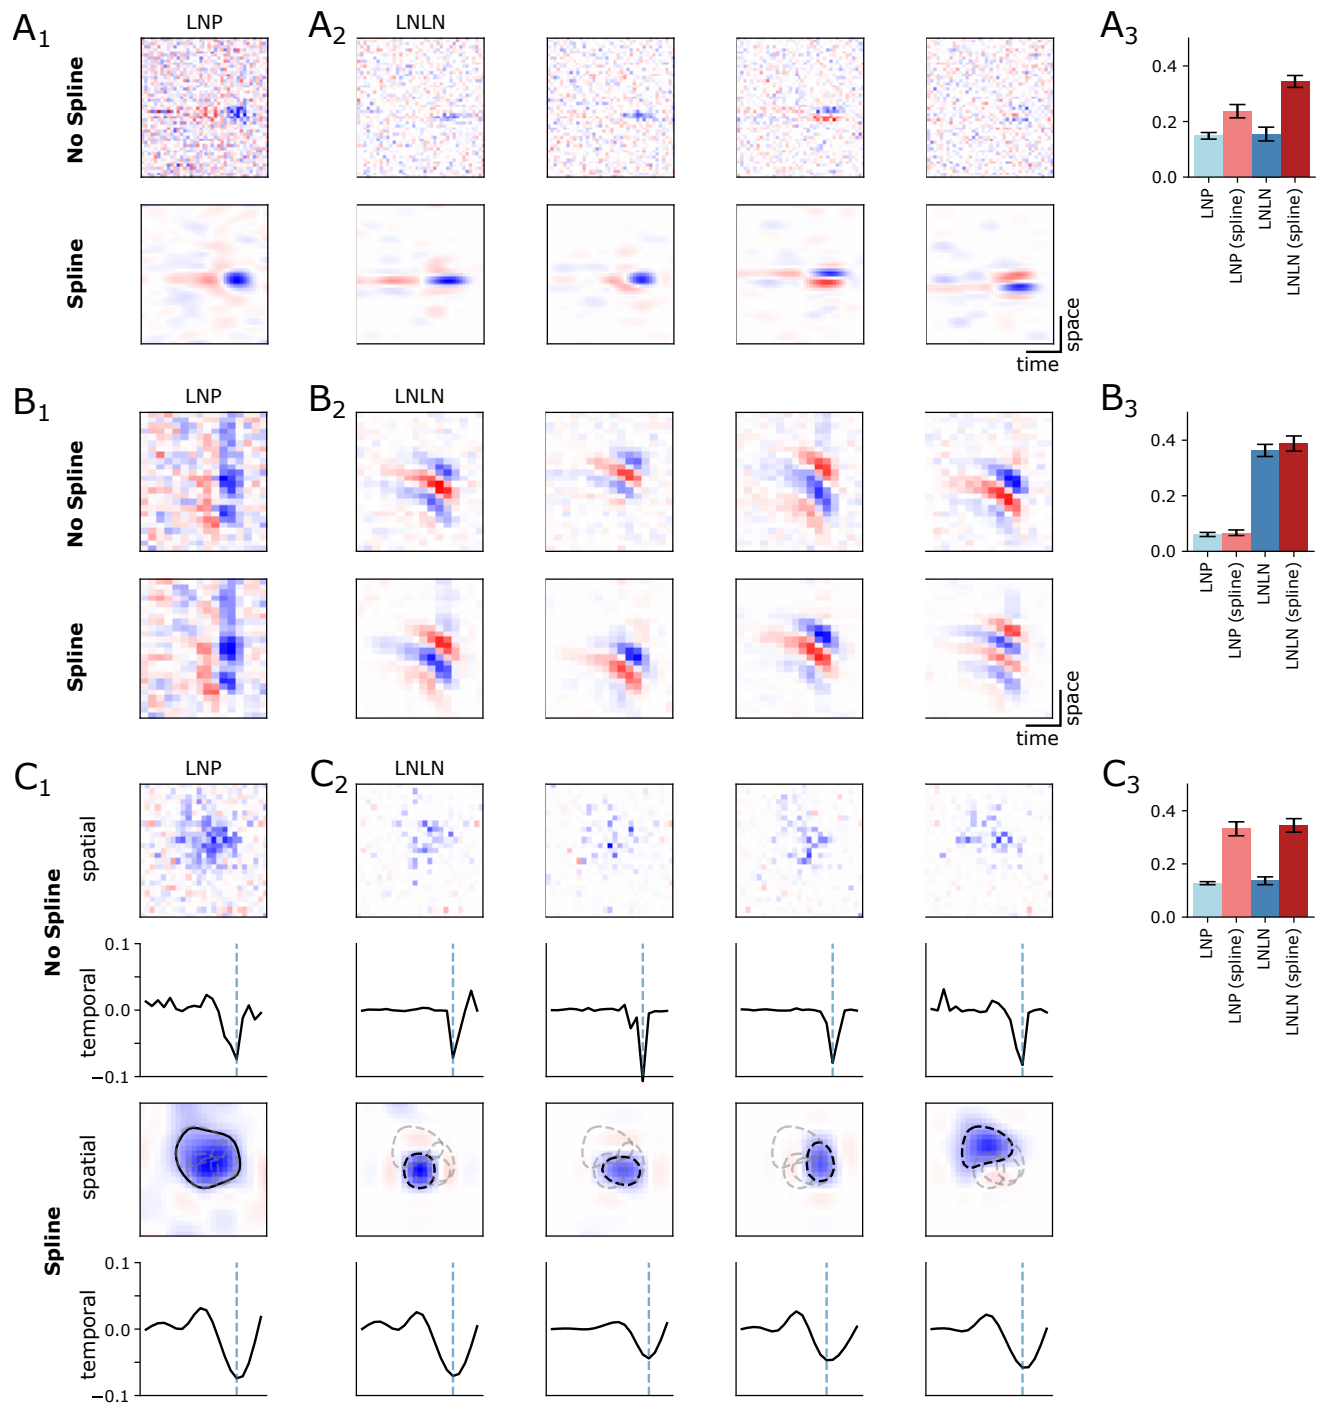 A1
LNP
A2
LNLN
A3
No Spline
0.4
0.2
0.0
LNP
LNP (spline)
LNLN
LNLN (spline)
Spline
space
time
B1
LNP
B2
LNLN
B3
No Spline
0.4
0.2
0.0
LNP
LNP (spline)
LNLN
LNLN (spline)
Spline
space
time
C1
LNP
C2
LNLN
C3
No Spline
spatial
0.4
0.2
0.0
LNP
LNP (spline)
LNLN
LNLN (spline)
temporal
0.1
0.0
−0.1
Spline
spatial
temporal
0.1
0.0
−0.1